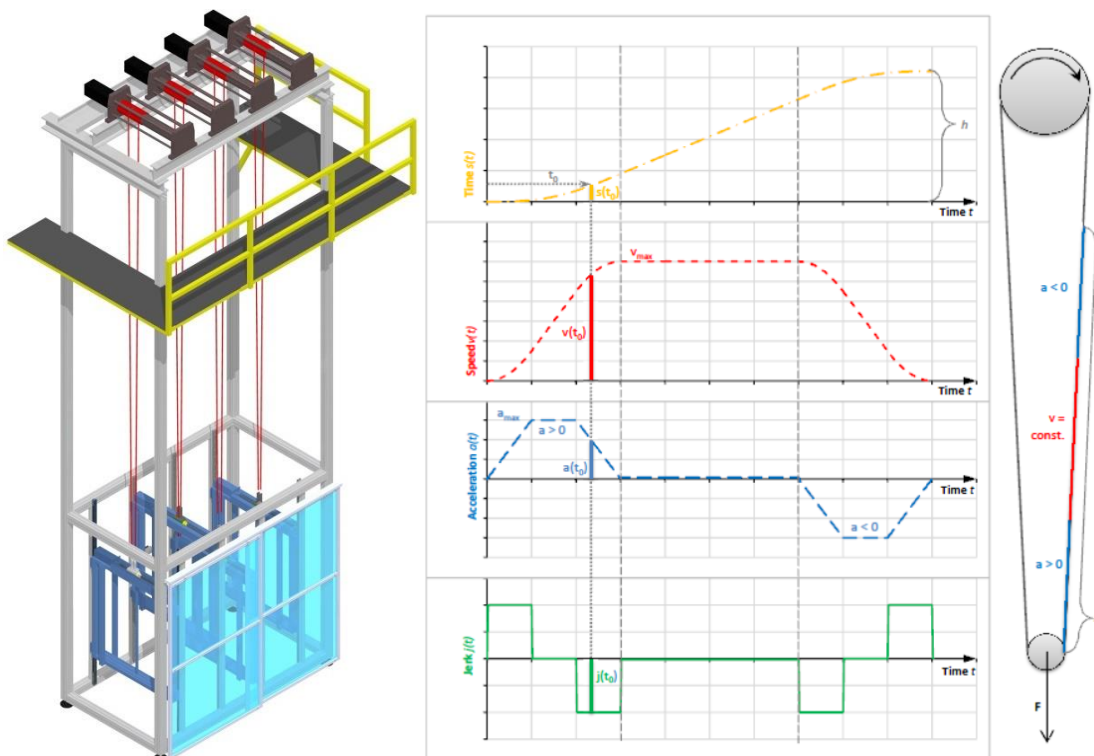 Time s(t)
t₀
s(t₀)
h
Time t
Speed v(t)
vmax
v(t₀)
Time t
Acceleration a(t)
amax
a > 0
a(t₀)
a < 0
Time t
Jerk j(t)
j(t₀)
Time t
a < 0
v =
const.
a > 0
F